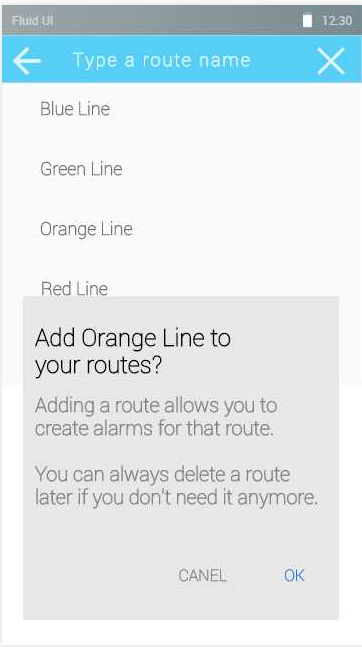 Fluid UI 12:30
Type a route name
Blue Line
Green Line
Orange Line
Red Line
Add Orange Line to
your routes?
Adding a route allows you to
create alarms for that route.
You can always delete a route
later if you don't need it anymore.
CANEL OK